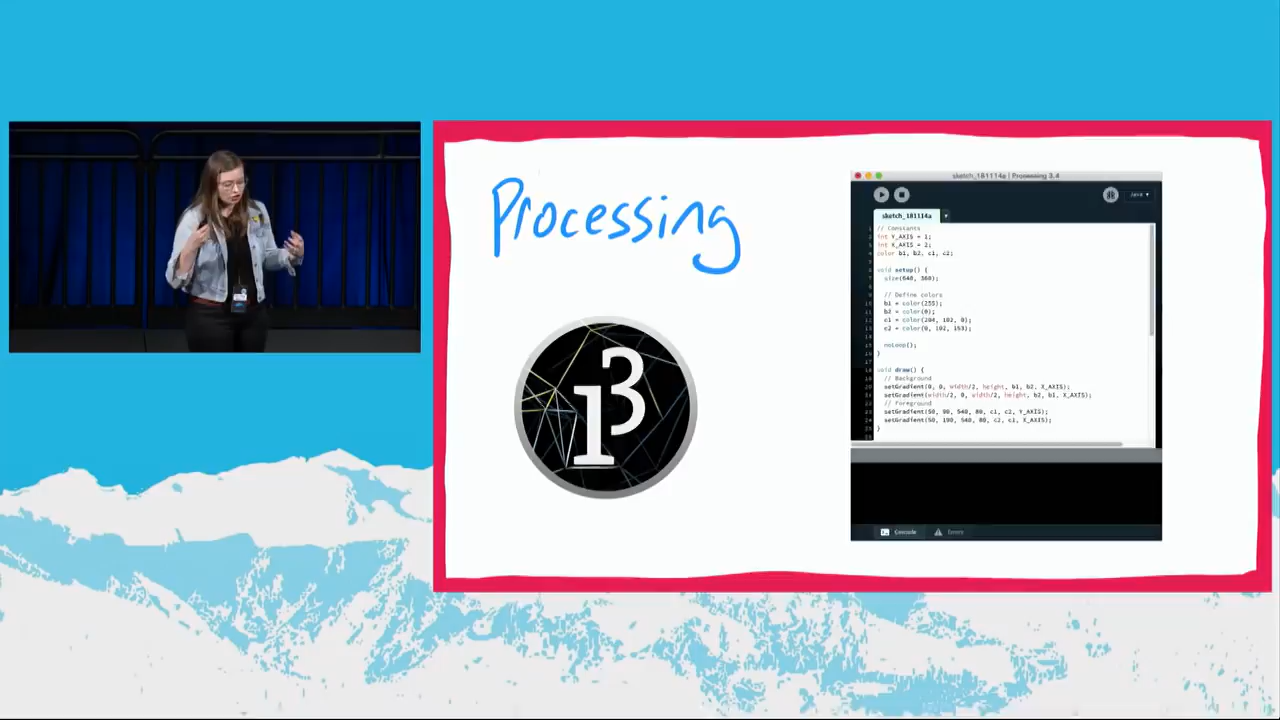 Processing
3
1
sketch_181114a | Processing 3.4
Java
sketch_181114a
// Constants
int Y_AXIS = 1;
int X_AXIS = 2;
color b1, b2, c1, c2;
void setup() {
size(640, 360);
// Define colors
b1 = color(255);
b2 = color(0);
c1 = color(204, 102, 0);
c2 = color(0, 102, 153);
noLoop();
}
void draw() {
// Background
setGradient(0, 0, width/2, height, b1, b2, X_AXIS);
setGradient(width/2, 0, width/2, height, b2, b1, X_AXIS);
// Foreground
setGradient(50, 90, 540, 80, c1, c2, Y_AXIS);
setGradient(50, 190, 540, 80, c2, c1, X_AXIS);
}
Console
Errors